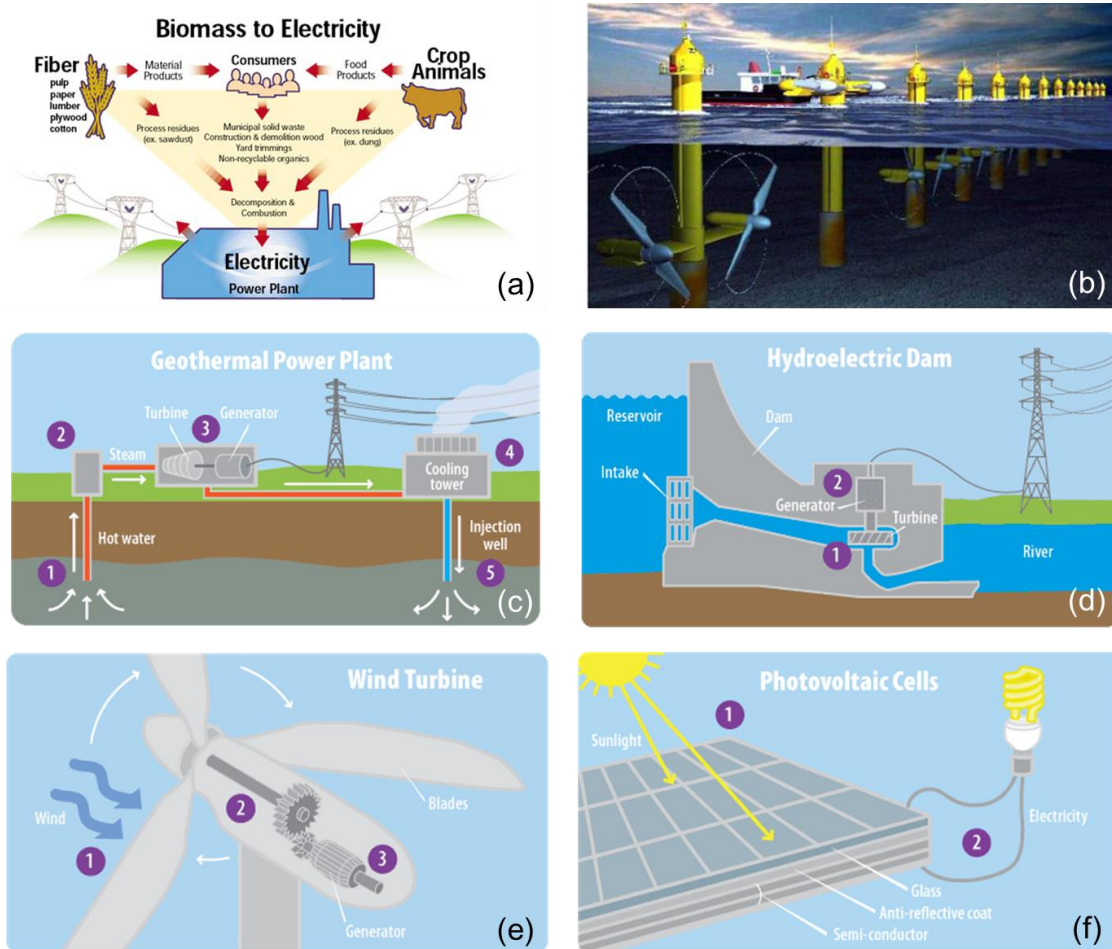 Biomass to Electricity
Fiber
pulp
paper
lumber
plywood
cotton
Material
Products
Consumers
Food
Products
Crop
Animals
Process residues
(ex. sawdust)
Municipal solid waste
Construction & demolition wood
Yard trimmings
Non-recyclable organics
Process residues
(ex. dung)
Decomposition &
Combustion
Electricity
Power Plant
(a)
(b)
Geothermal Power Plant
Turbine
Generator
3
2
Steam
4
Cooling
tower
Hot water
Injection
well
1
5
(c)
Hydroelectric Dam
Reservoir
Dam
Intake
2
Generator
Turbine
1
River
(d)
Wind Turbine
Blades
2
Wind
1
3
Generator
(e)
Photovoltaic Cells
1
Sunlight
Electricity
2
Glass
Anti-reflective coat
Semi-conductor
(f)